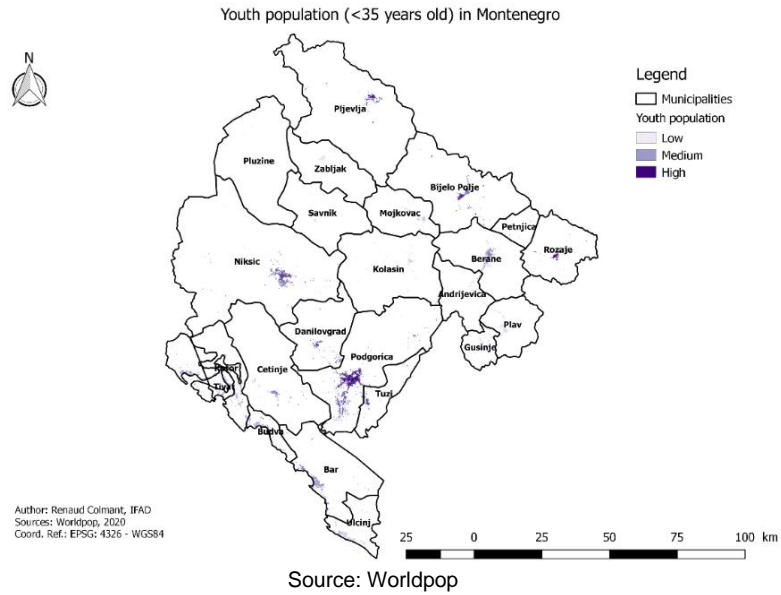 Youth population (<35 years old) in Montenegro
N
Legend
Municipalities
Youth population
Low
Medium
High
Pljevlja
Pluzine
Zabljak
Bijelo Polje
Savnik
Mojkovac
Petnjica
Rozaje
Niksic
Kolasin
Berane
Andrijevica
Danilovgrad
Plav
Podgorica
Gusinje
Kotor
Cetinje
Tivat
Tuzi
Budva
Bar
Ulcinj
Author: Renaud Colmant, IFAD
Sources: Worldpop, 2020
Coord. Ref.: EPSG: 4326 - WGS84
25 0 25 50 75 100 km
Source: Worldpop